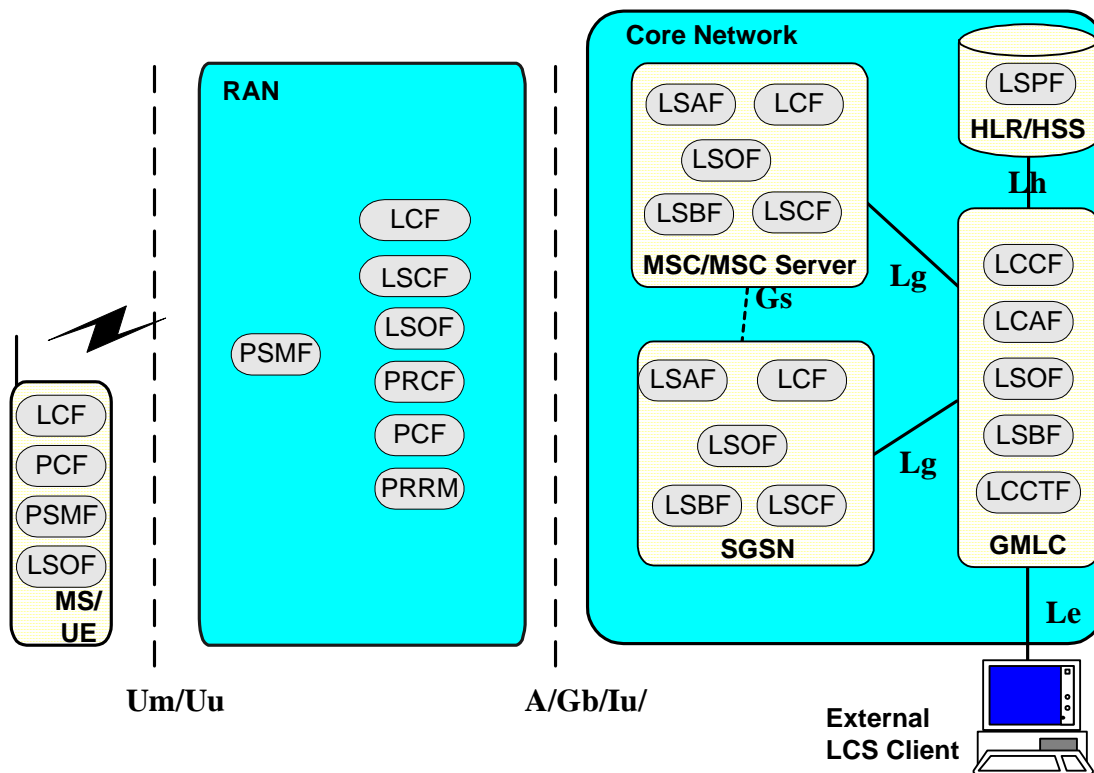 Core Network
RAN
LSAF
LCF
LSOF
LSBF
LSCF
MSC/MSC Server
LSPF
HLR/HSS
Lh
Lg
Gs
LCF
LSCF
LSOF
PRCF
PCF
PRRM
PSMF
LSAF
LCF
LSOF
LSBF
LSCF
SGSN
Lg
LCCF
LCAF
LSOF
LSBF
LCCTF
GMLC
LCF
PCF
PSMF
LSOF
MS/
UE
Le
Um/Uu
A/Gb/Iu/
External
LCS Client